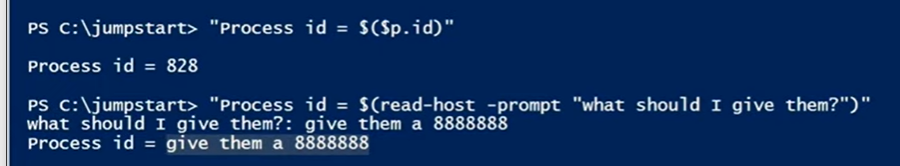 PS C:\jumpstart> "Process id = $($p.id)"
Process id = 828
PS C:\jumpstart> "Process id = $(read-host -prompt "what should I give them?")"
what should I give them?: give them a 8888888
Process id = give them a 8888888